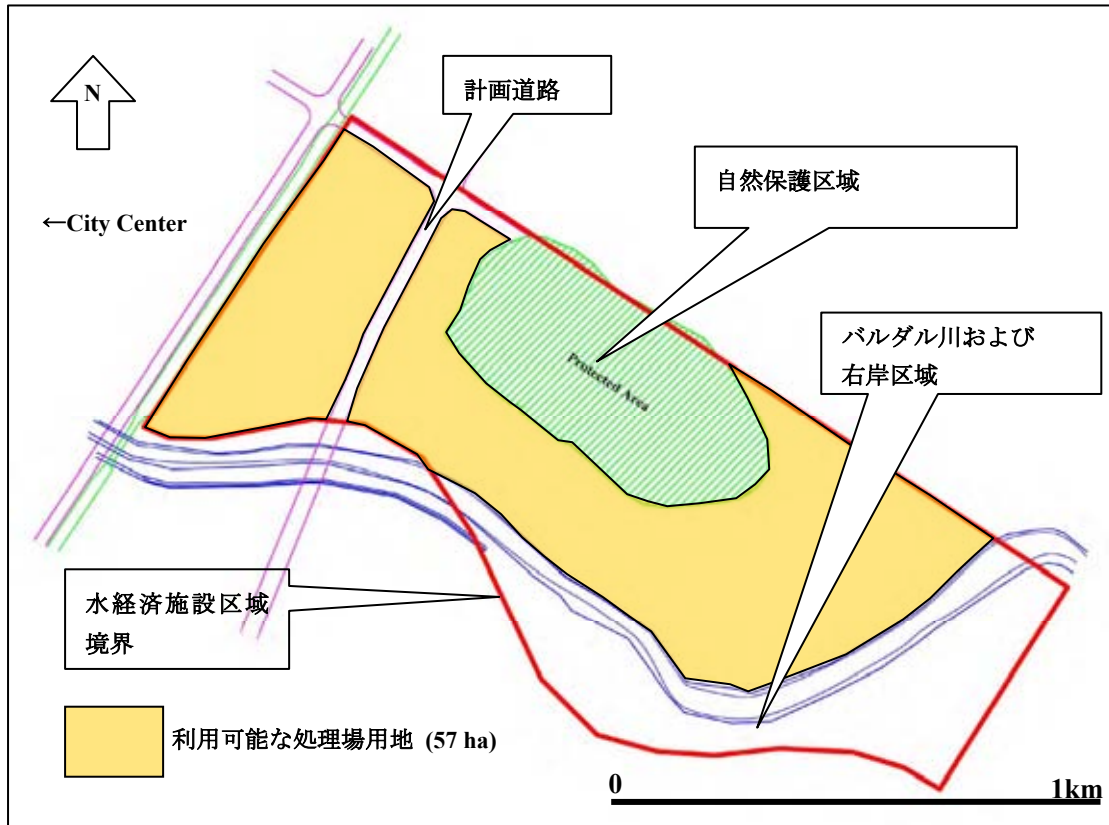 計画道路
N
自然保護区域
←City Center
バルダル川および
右岸区域
Protected Area
水経済施設区域
境界
利用可能な処理場用地 (57 ha)
0
1km